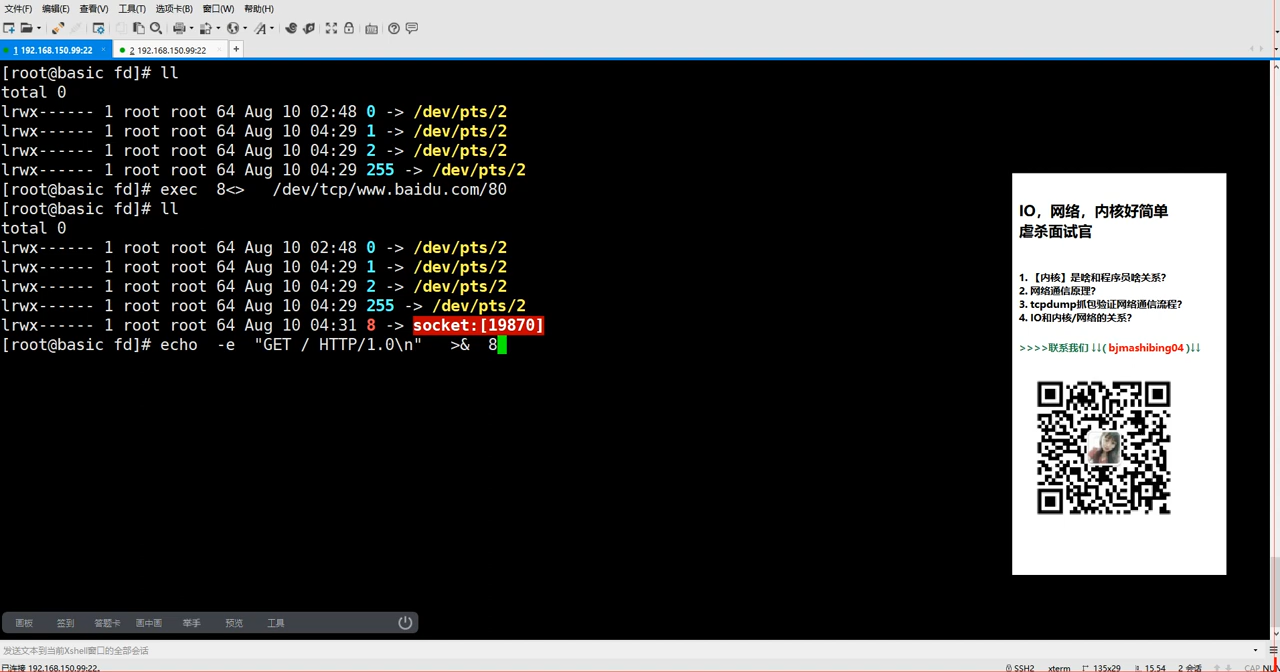 文件(F) 编辑(E) 查看(V) 工具(T) 选项卡(B) 窗口(W) 帮助(H)
1 192.168.150.99:22 × 2 192.168.150.99:22 × +
[root@basic fd]# ll
total 0
lrwx------ 1 root root 64 Aug 10 02:48 0 -> /dev/pts/2
lrwx------ 1 root root 64 Aug 10 04:29 1 -> /dev/pts/2
lrwx------ 1 root root 64 Aug 10 04:29 2 -> /dev/pts/2
lrwx------ 1 root root 64 Aug 10 04:29 255 -> /dev/pts/2
[root@basic fd]# exec  8<>   /dev/tcp/www.baidu.com/80
[root@basic fd]# ll
total 0
lrwx------ 1 root root 64 Aug 10 02:48 0 -> /dev/pts/2
lrwx------ 1 root root 64 Aug 10 04:29 1 -> /dev/pts/2
lrwx------ 1 root root 64 Aug 10 04:29 2 -> /dev/pts/2
lrwx------ 1 root root 64 Aug 10 04:29 255 -> /dev/pts/2
lrwx------ 1 root root 64 Aug 10 04:31 8 -> socket:[19870]
[root@basic fd]# echo  -e  "GET / HTTP/1.0\n"   >&  8
IO，网络，内核好简单
虐杀面试官
1. 【内核】是啥和程序员啥关系？
2. 网络通信原理？
3. tcpdump抓包验证网络通信流程？
4. IO和内核/网络的关系？
>>>>联系我们 ↓↓( bjmashibing04 )↓↓
画板 签到 答题卡 画中画 举手 预览 工具
发送文本到当前Xshell窗口的全部会话
已连接 192.168.150.99:22。 SSH2 xterm 135x29 15,54 2 会话 CAP NUM